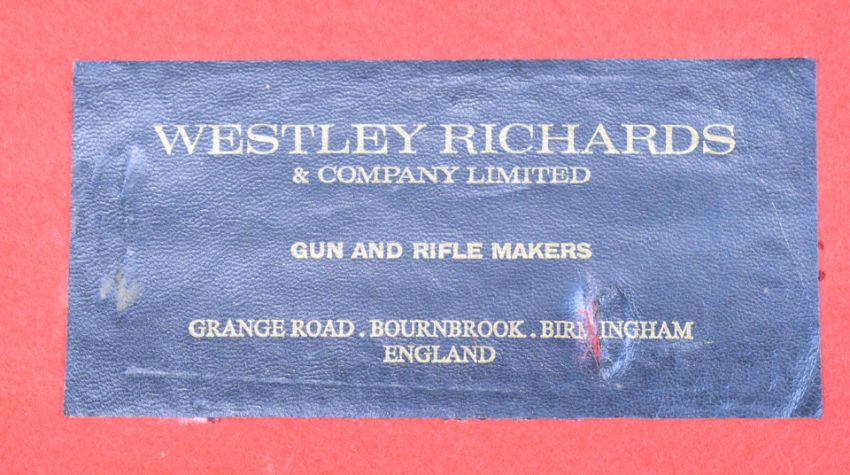 WESTLEY RICHARDS
& COMPANY LIMITED
GUN AND RIFLE MAKERS
GRANGE ROAD . BOURNBROOK . BIRMINGHAM
ENGLAND